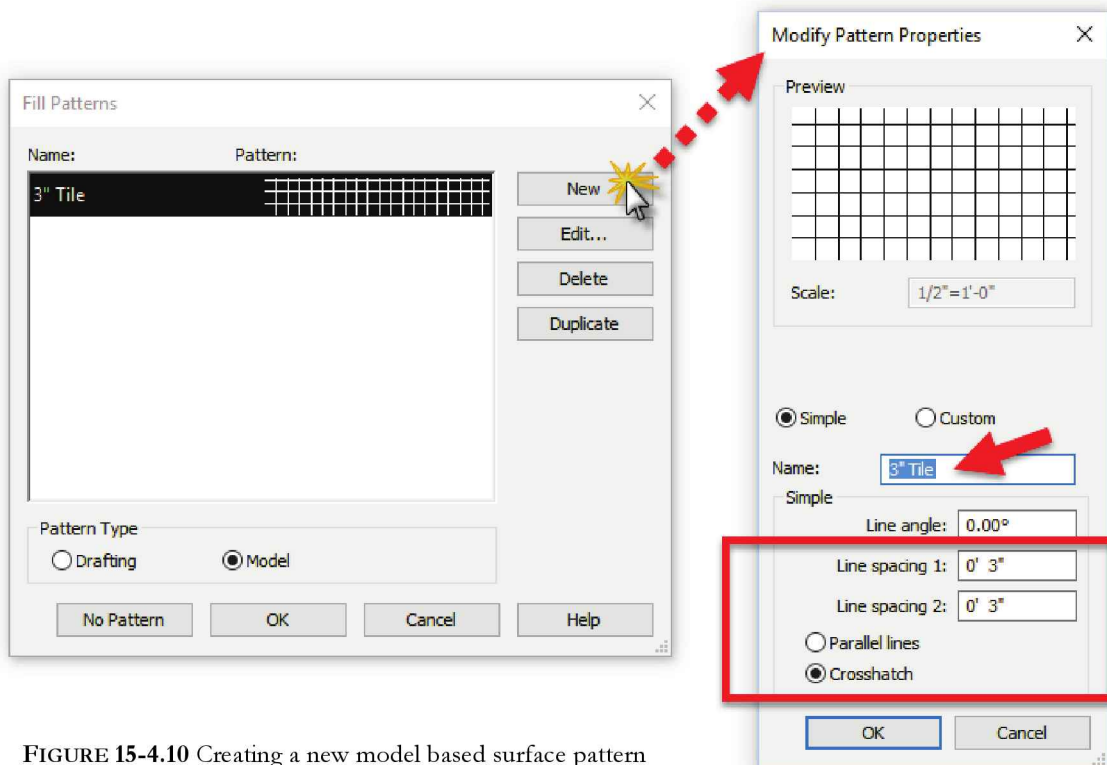 Fill Patterns
Name: Pattern:
3" Tile
New
Edit...
Delete
Duplicate
Pattern Type
Drafting Model
No Pattern OK Cancel Help
Modify Pattern Properties
Preview
Scale: 1/2"=1'-0"
Simple Custom
Name: 3" Tile
Simple
Line angle: 0.00°
Line spacing 1: 0' 3"
Line spacing 2: 0' 3"
Parallel lines
Crosshatch
OK Cancel
FIGURE 15-4.10 Creating a new model based surface pattern